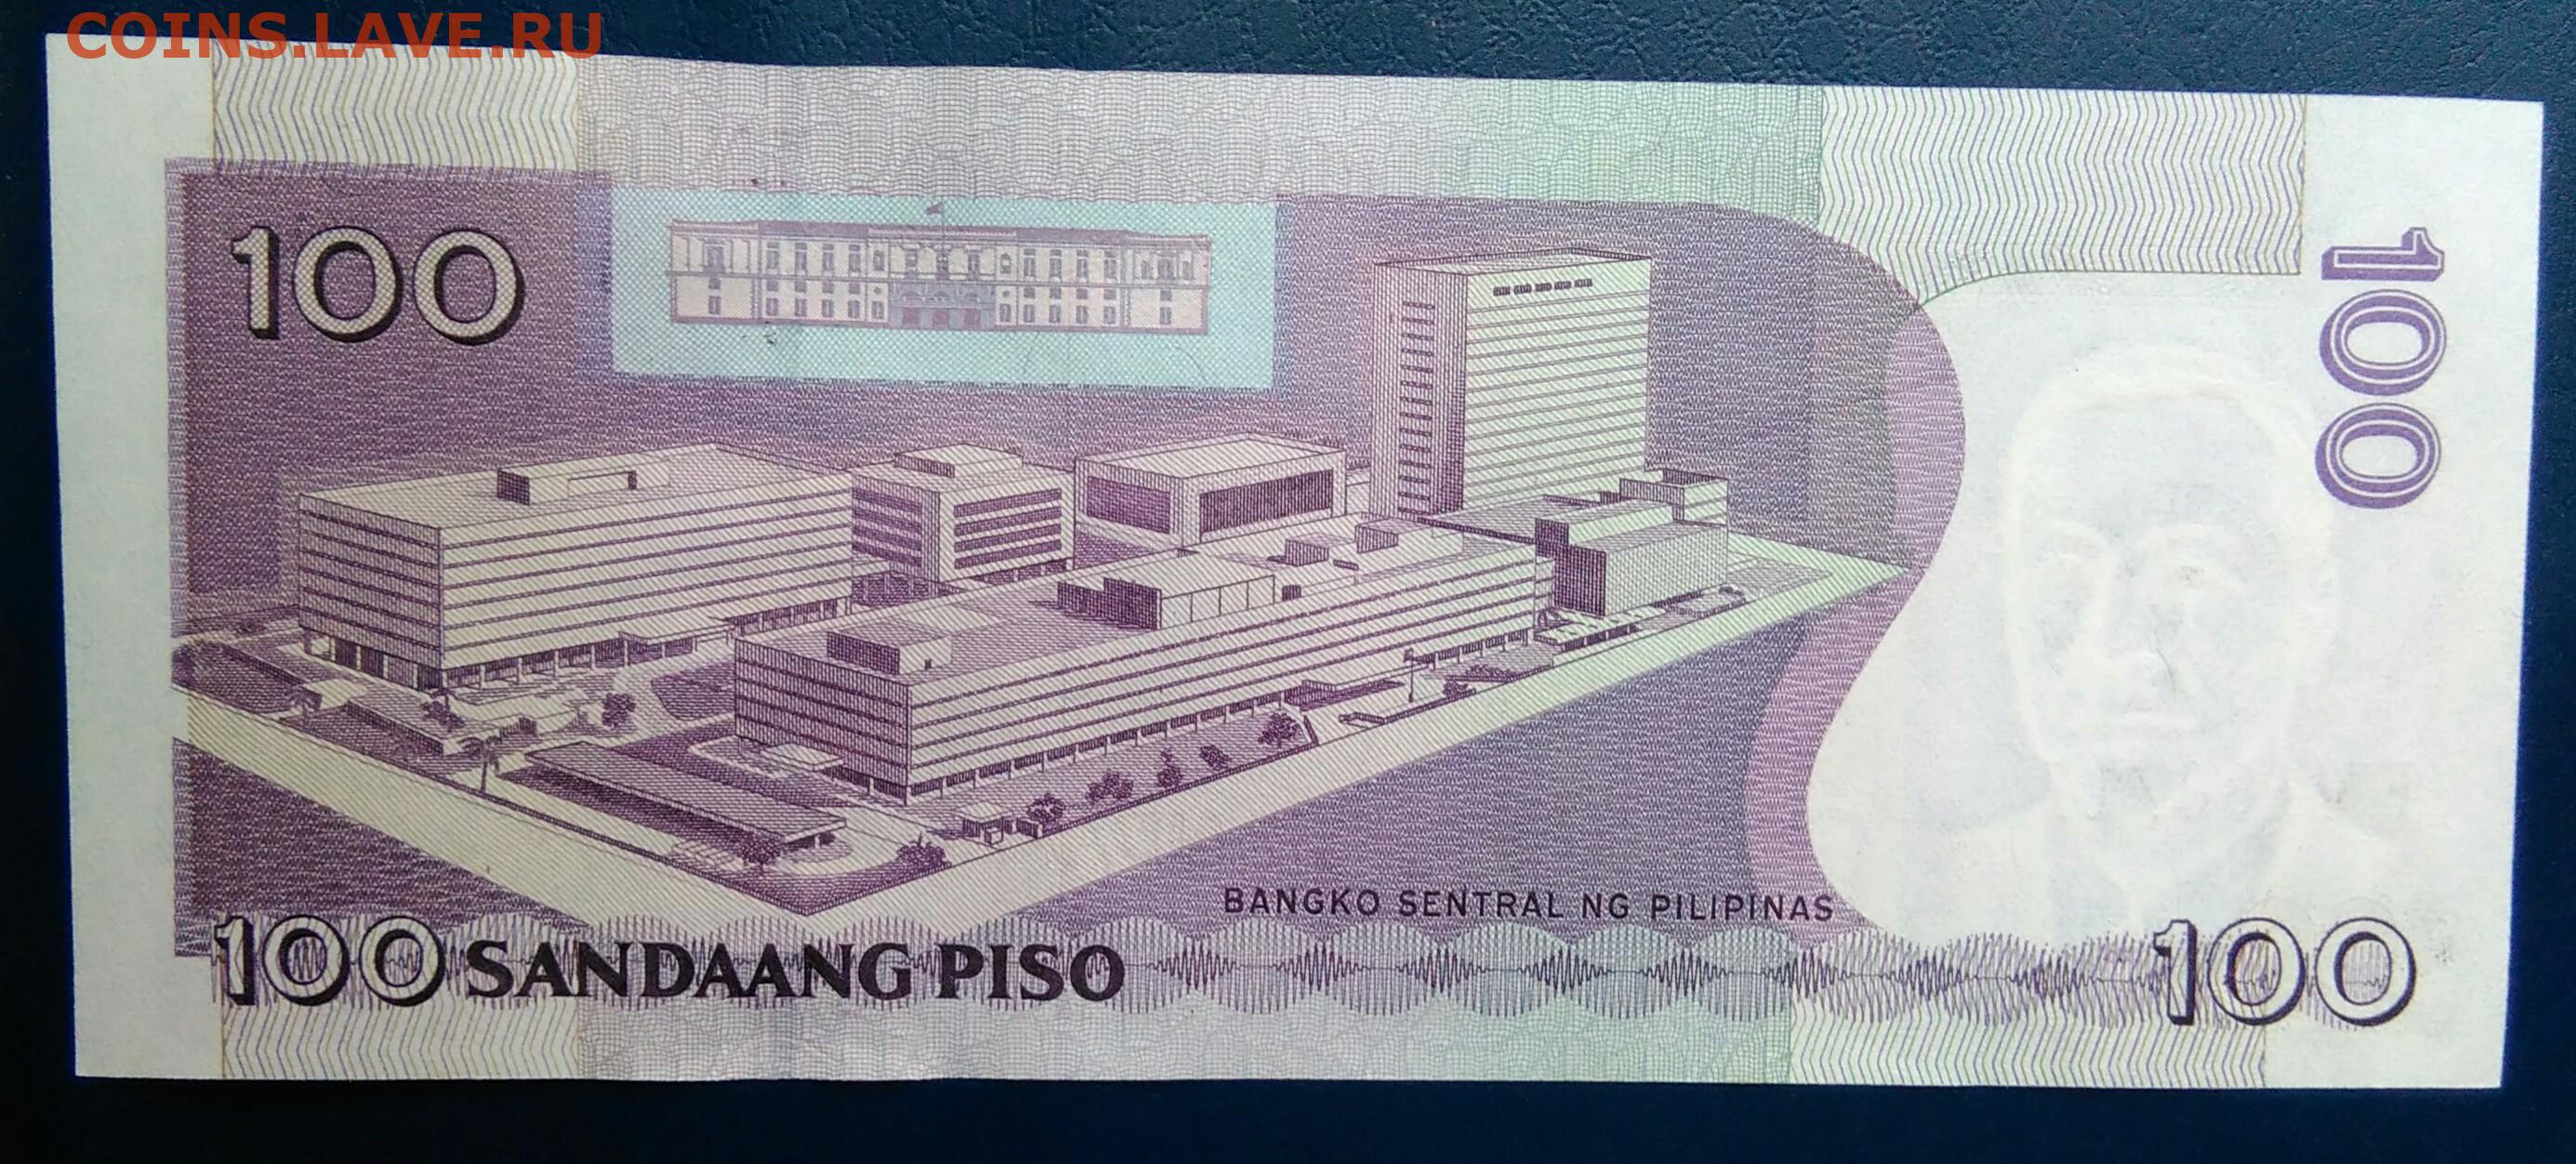 COINS.LAVE.RU
100
100
BANGKO SENTRAL NG PILIPINAS
100 SANDAANG PISO
100